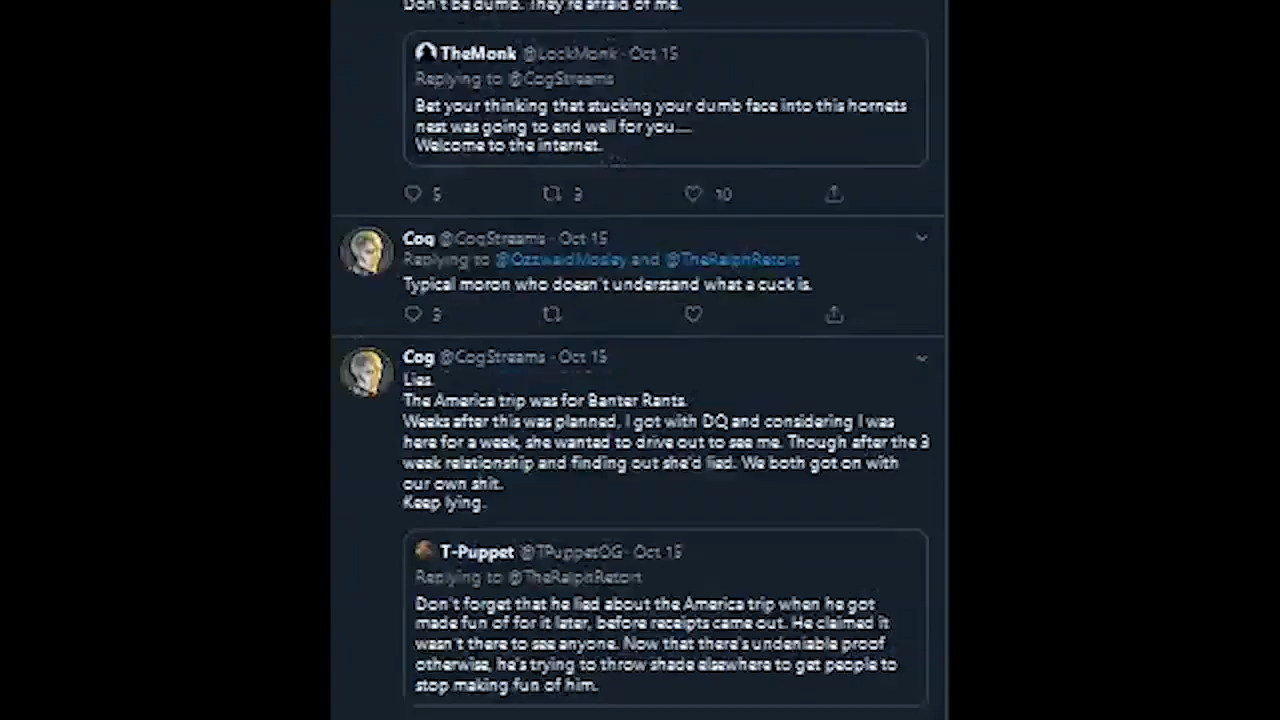 Don't be dumb. They're afraid of me.
TheMonk @LockMonk · Oct 15
Replying to @CogStreams
Bet your thinking that stucking your dumb face into this hornets
nest was going to end well for you....
Welcome to the internet.
5 3 10
Cog @CogStreams · Oct 15
Replying to @OzzwaldMosley and @TheRalphRetort
Typical moron who doesn't understand what a cuck is.
3
Cog @CogStreams · Oct 15
Lies.
The America trip was for Banter Rants.
Weeks after this was planned, I got with DQ and considering I was
here for a week, she wanted to drive out to see me. Though after the 3
week relationship and finding out she'd lied. We both got on with
our own shit.
Keep lying.
T-Puppet @TPuppetOG · Oct 15
Replying to @TheRalphRetort
Don't forget that he lied about the America trip when he got
made fun of for it later, before receipts came out. He claimed it
wasn't there to see anyone. Now that there's undeniable proof
otherwise, he's trying to throw shade elsewhere to get people to
stop making fun of him.